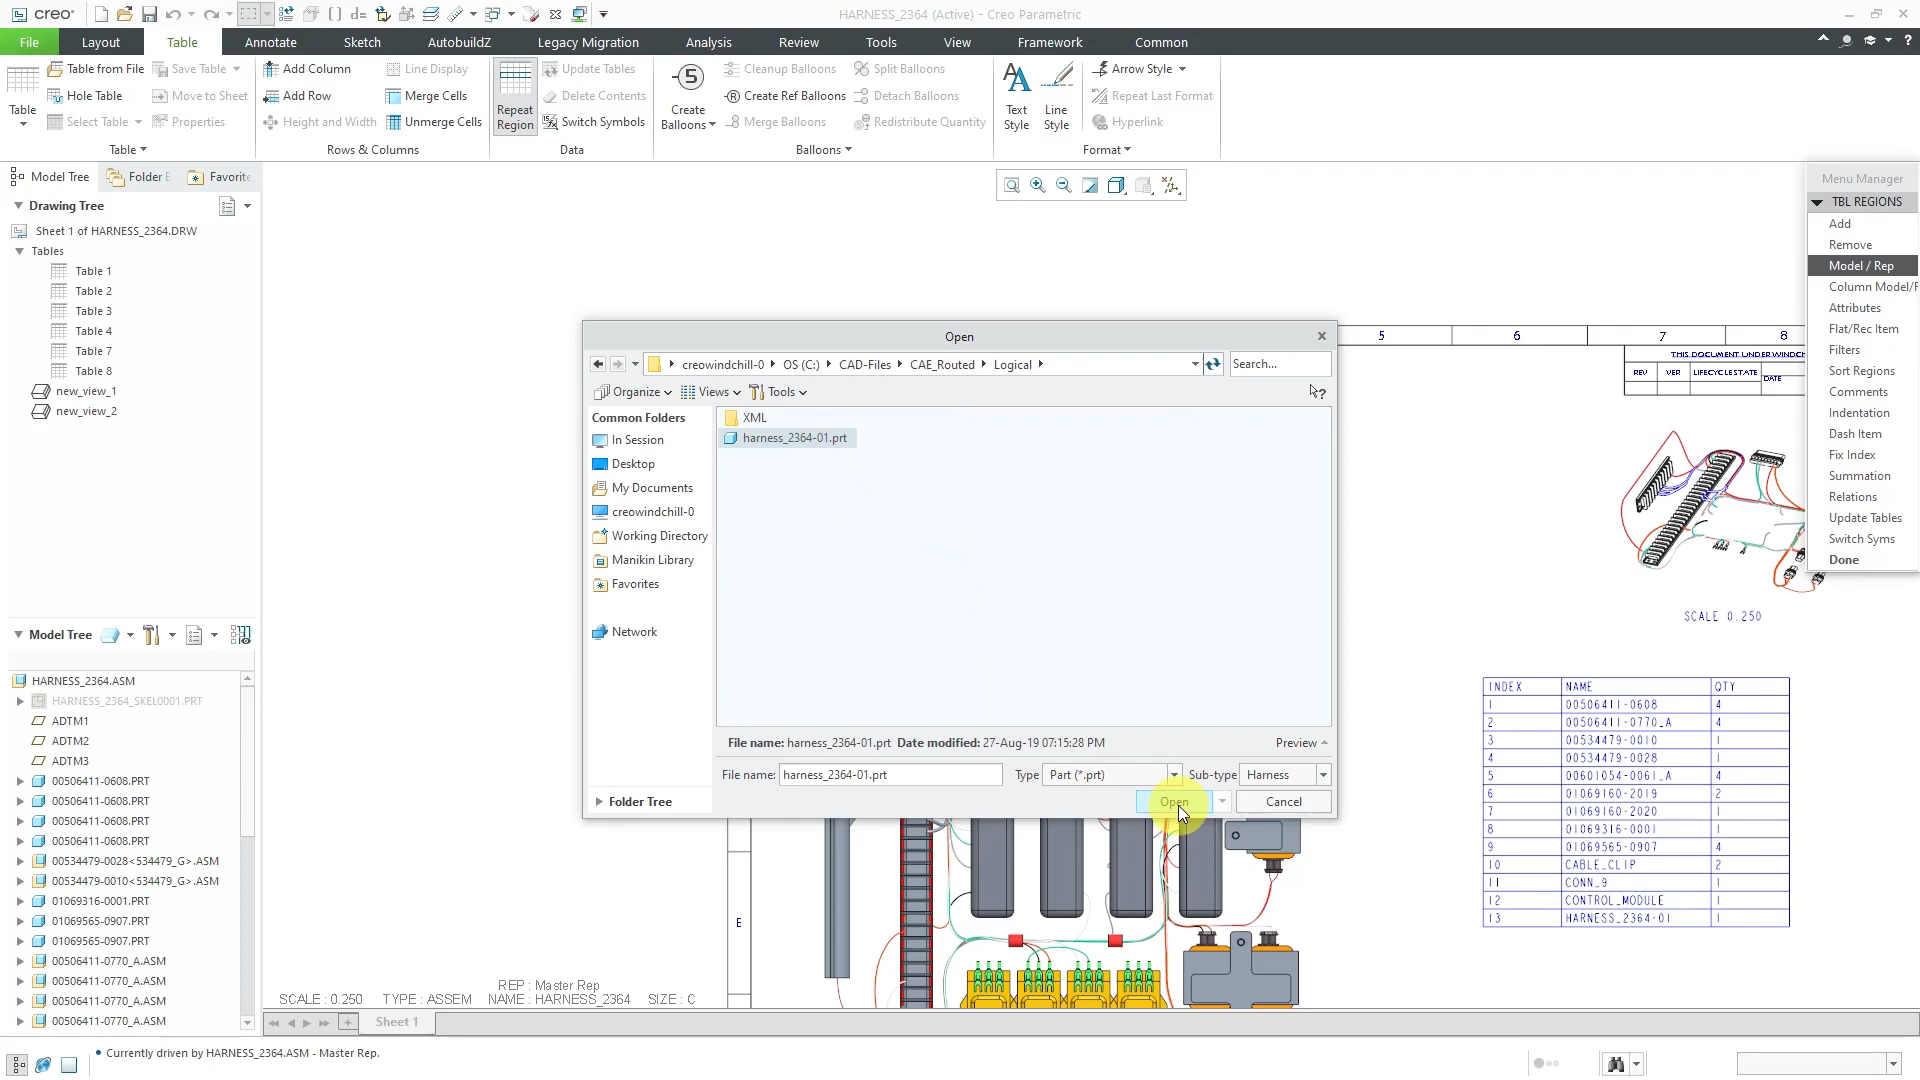 creo®
HARNESS_2364 (Active) - Creo Parametric
File
Layout
Table
Annotate
Sketch
AutobuildZ
Legacy Migration
Analysis
Review
Tools
View
Framework
Common
Table
Table from File
Hole Table
Select Table
Save Table
Move to Sheet
Properties
Table
Add Column
Add Row
Height and Width
Line Display
Merge Cells
Unmerge Cells
Rows & Columns
Repeat
Region
Update Tables
Delete Contents
Switch Symbols
Data
Create
Balloons
Cleanup Balloons
Create Ref Balloons
Merge Balloons
Split Balloons
Detach Balloons
Redistribute Quantity
Balloons
Text
Style
Line
Style
Arrow Style
Repeat Last Format
Hyperlink
Format
Model Tree
Folder
Favorite
Drawing Tree
Sheet 1 of HARNESS_2364.DRW
Tables
Table 1
Table 2
Table 3
Table 4
Table 7
Table 8
new_view_1
new_view_2
Model Tree
HARNESS_2364.ASM
HARNESS_2364_SKEL0001.PRT
ADTM1
ADTM2
ADTM3
00506411-0608.PRT
00506411-0608.PRT
00506411-0608.PRT
00506411-0608.PRT
00534479-0028<534479_G>.ASM
00534479-0010<534479_G>.ASM
01069316-0001.PRT
01069565-0907.PRT
01069565-0907.PRT
00506411-0770_A.ASM
00506411-0770_A.ASM
00506411-0770_A.ASM
00506411-0770_A.ASM
Open
creowindchill-0
OS (C:)
CAD-Files
CAE_Routed
Logical
Search...
Organize
Views
Tools
Common Folders
In Session
Desktop
My Documents
creowindchill-0
Working Directory
Manikin Library
Favorites
Network
Folder Tree
XML
harness_2364-01.prt
File name: harness_2364-01.prt Date modified: 27-Aug-19 07:15:28 PM
Preview
File name: harness_2364-01.prt
Type Part (*.prt)
Sub-type Harness
Open
Cancel
Menu Manager
TBL REGIONS
Add
Remove
Model / Rep
Column Model/
Attributes
Flat/Rec Item
Filters
Sort Regions
Comments
Indentation
Dash Item
Fix Index
Summation
Relations
Update Tables
Switch Syms
Done
5
6
7
8
THIS DOCUMENT UNDER WINDCH
REV
VER
LIFECYCLE STATE
DATE
SCALE 0.250
INDEX NAME QTY
1 00506411-0608 4
2 00506411-0770_A 4
3 00534479-0010 1
4 00534479-0028 1
5 00601054-0061_A 4
6 01069160-2019 2
7 01069160-2020 1
8 01069316-0001 1
9 01069565-0907 4
10 CABLE_CLIP 2
11 CONN_9 1
12 CONTROL_MODULE 1
13 HARNESS_2364-01 1
E
REP : Master Rep
SCALE : 0.250 TYPE : ASSEM NAME : HARNESS_2364 SIZE : C
Sheet 1
• Currently driven by HARNESS_2364.ASM - Master Rep.